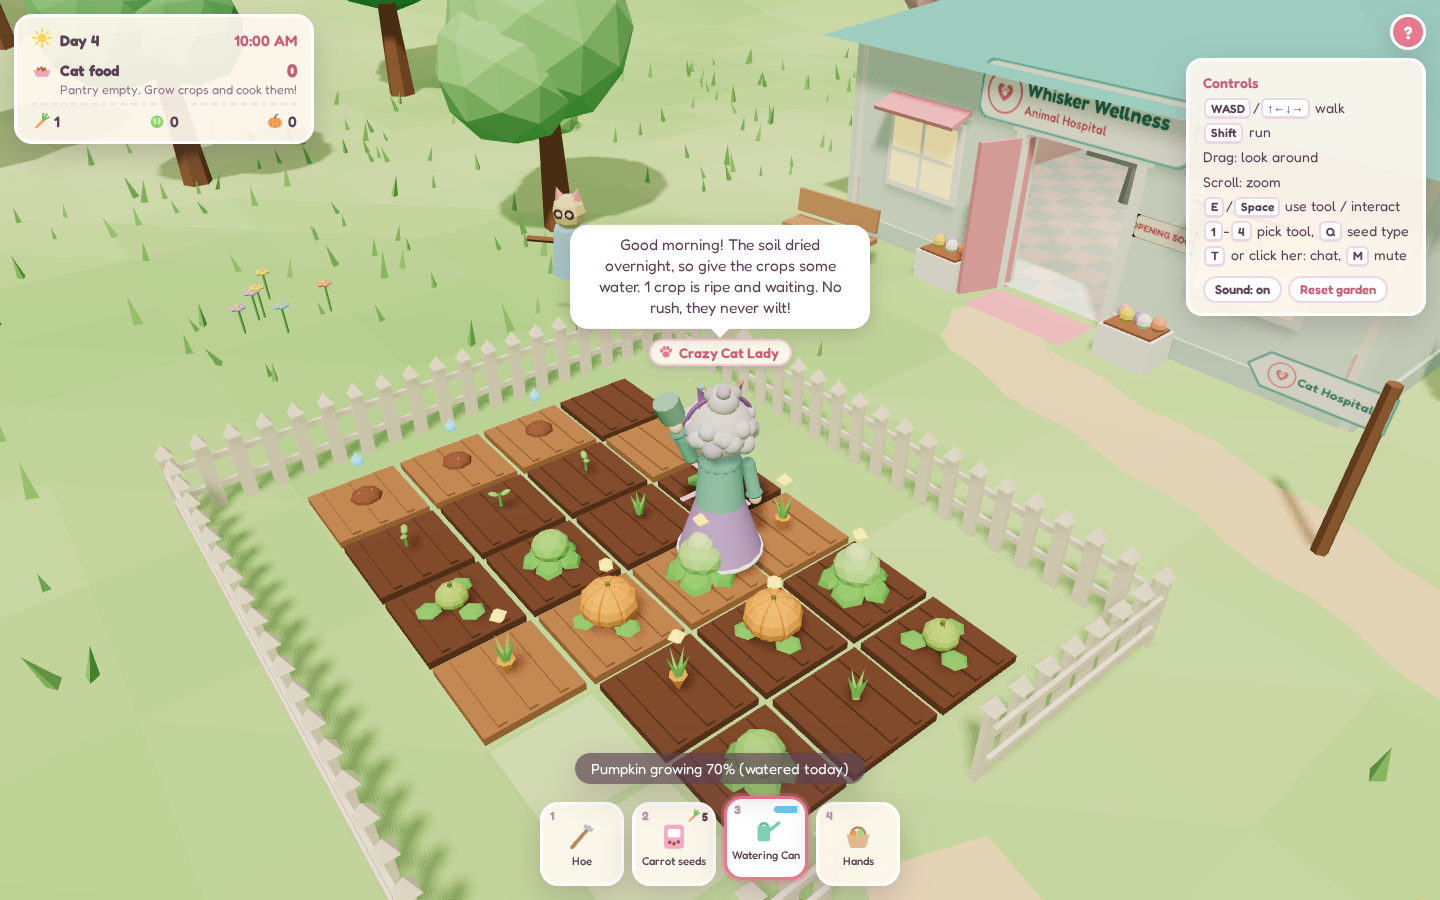 Day 4
10:00 AM
Cat food
0
Pantry empty. Grow crops and cook them!
1
0
0
?
Controls
WASD / ↑←↓→ walk
Shift run
Drag: look around
Scroll: zoom
E / Space use tool / interact
1 - 4 pick tool, Q seed type
T or click her: chat, M mute
Sound: on
Reset garden
Whisker Wellness
Animal Hospital
OPENING
Cat Hospital
Good morning! The soil dried
overnight, so give the crops some
water. 1 crop is ripe and waiting. No
rush, they never wilt!
Crazy Cat Lady
Pumpkin growing 70% (watered today)
1
Hoe
2
5
Carrot seeds
3
Watering Can
4
Hands